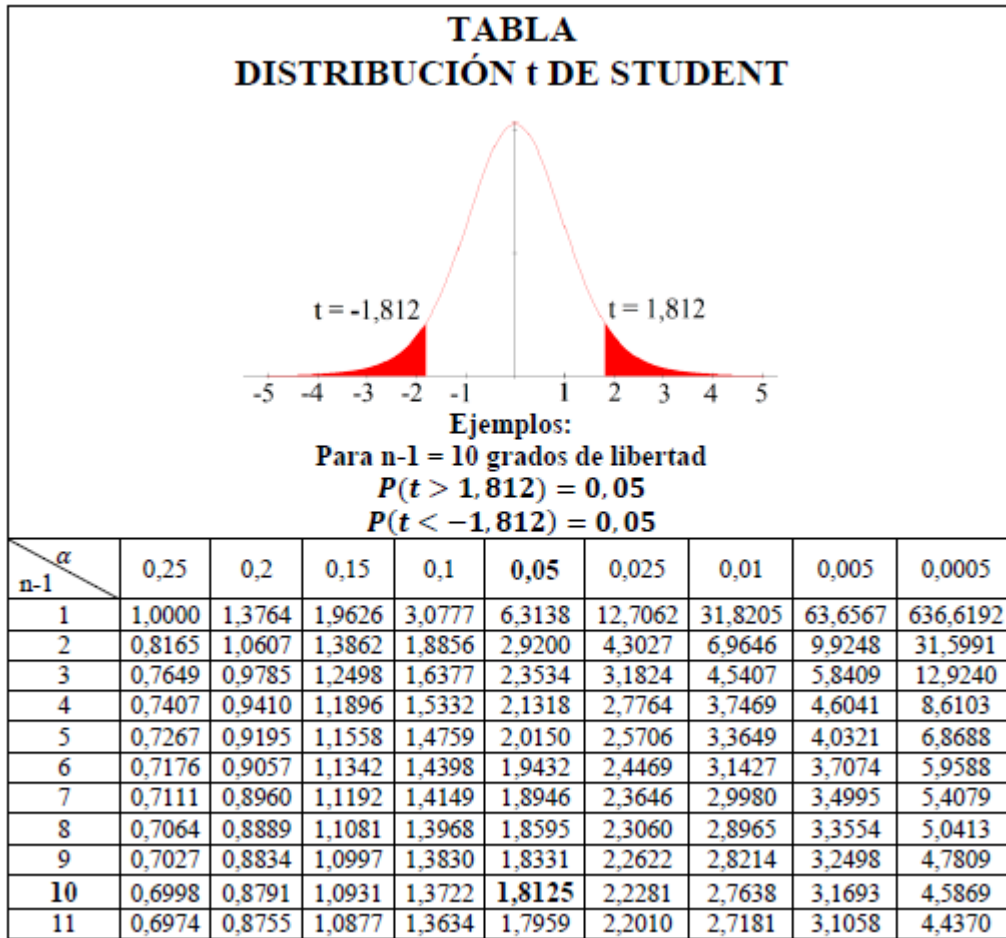 TABLA
DISTRIBUCIÓN t DE STUDENT
t = -1,812 t = 1,812
-5 -4 -3 -2 -1 1 2 3 4 5
Ejemplos:
Para n-1 = 10 grados de libertad
P(t > 1,812) = 0,05
P(t < −1,812) = 0,05
α
n-1 0,25 0,2 0,15 0,1 0,05 0,025 0,01 0,005 0,0005
1 1,0000 1,3764 1,9626 3,0777 6,3138 12,7062 31,8205 63,6567 636,6192
2 0,8165 1,0607 1,3862 1,8856 2,9200 4,3027 6,9646 9,9248 31,5991
3 0,7649 0,9785 1,2498 1,6377 2,3534 3,1824 4,5407 5,8409 12,9240
4 0,7407 0,9410 1,1896 1,5332 2,1318 2,7764 3,7469 4,6041 8,6103
5 0,7267 0,9195 1,1558 1,4759 2,0150 2,5706 3,3649 4,0321 6,8688
6 0,7176 0,9057 1,1342 1,4398 1,9432 2,4469 3,1427 3,7074 5,9588
7 0,7111 0,8960 1,1192 1,4149 1,8946 2,3646 2,9980 3,4995 5,4079
8 0,7064 0,8889 1,1081 1,3968 1,8595 2,3060 2,8965 3,3554 5,0413
9 0,7027 0,8834 1,0997 1,3830 1,8331 2,2622 2,8214 3,2498 4,7809
10 0,6998 0,8791 1,0931 1,3722 1,8125 2,2281 2,7638 3,1693 4,5869
11 0,6974 0,8755 1,0877 1,3634 1,7959 2,2010 2,7181 3,1058 4,4370